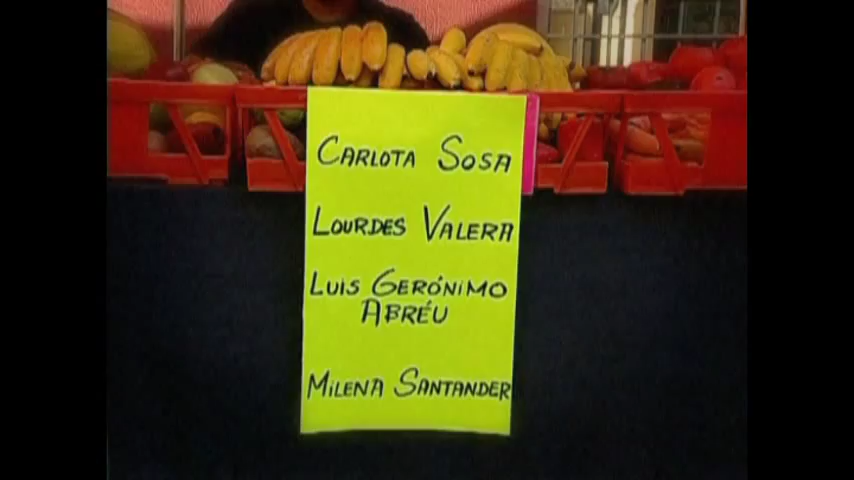 CARLOTA SOSA
LOURDES VALERA
LUIS GERÓNIMO
ABRÉU
MILENA SANTANDER